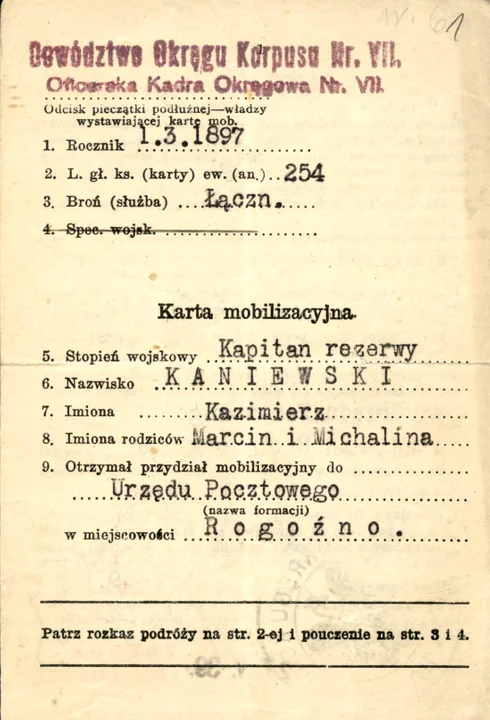 61
Dowództwo Okręgu Korpusu Nr. VII.
Oficerska Kadra Okręgowa Nr. VII.
Odcisk pieczątki podłużnej—władzy
wystawiającej kartę mob.
1. Rocznik 1.3.1897
2. L. gł. ks. (karty) ew. (an.)..254
3. Broń (służba) ....Łączn......
4. Spec. wojsk. ..........................
Karta mobilizacyjna.
5. Stopień wojskowy ..Kapitan rezerwy
6. Nazwisko ..KANIEWSKI
7. Imiona ........Kazimierz
8. Imiona rodziców Marcin i Michalina
9. Otrzymał przydział mobilizacyjny do ................
.....Urzędu Pocztowego
(nazwa formacji)
w miejscowości ....Rogoźno.
Patrz rozkaz podróży na str. 2-ej i pouczenie na str. 3 i 4.